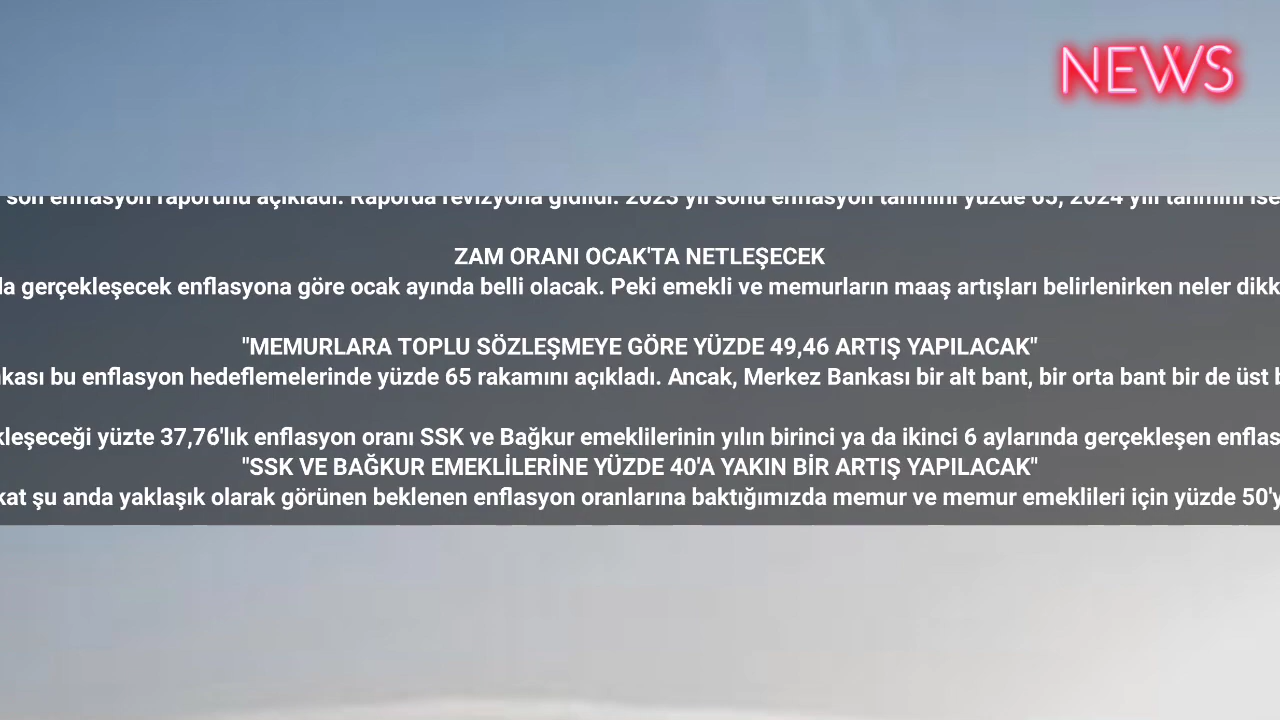 NEWS
son enflasyon raporunu açıkladı. Raporda revizyona gidildi. 2023 yıl sonu enflasyon tahmini yüzde 65, 2024 yılı tahmini ise
ZAM ORANI OCAK'TA NETLEŞECEK
da gerçekleşecek enflasyona göre ocak ayında belli olacak. Peki emekli ve memurların maaş artışları belirlenirken neler dikk
"MEMURLARA TOPLU SÖZLEŞMEYE GÖRE YÜZDE 49,46 ARTIŞ YAPILACAK"
nkası bu enflasyon hedeflemelerinde yüzde 65 rakamını açıkladı. Ancak, Merkez Bankası bir alt bant, bir orta bant bir de üst b
kleşeceği yüzte 37,76'lık enflasyon oranı SSK ve Bağkur emeklilerinin yılın birinci ya da ikinci 6 aylarında gerçekleşen enflas
"SSK VE BAĞKUR EMEKLİLERİNE YÜZDE 40'A YAKIN BİR ARTIŞ YAPILACAK"
kat şu anda yaklaşık olarak görünen beklenen enflasyon oranlarına baktığımızda memur ve memur emeklileri için yüzde 50'y